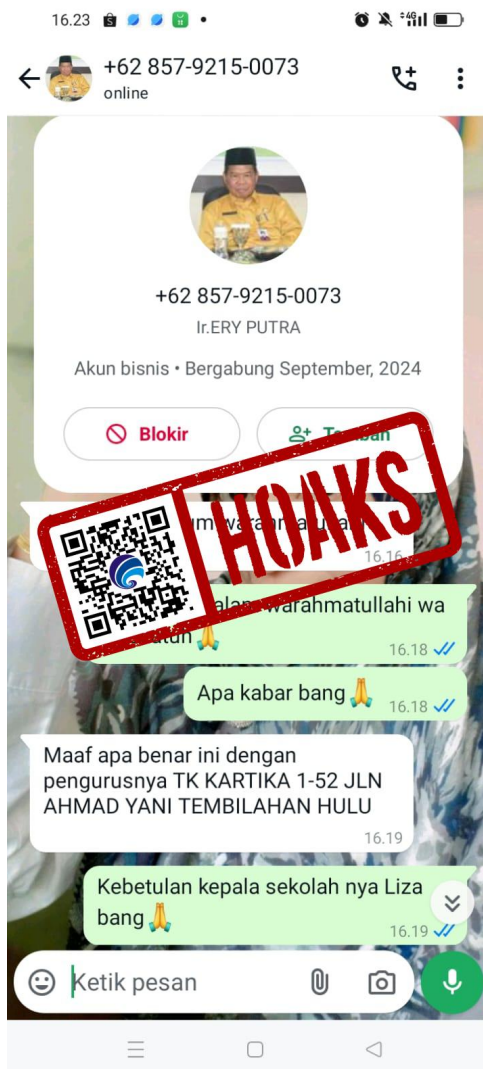 16.23
4G
+62 857-9215-0073
online
+62 857-9215-0073
Ir.ERY PUTRA
Akun bisnis • Bergabung September, 2024
Blokir
HOAKS
16.16
warahmatullahi wa
16.18
Apa kabar bang🙏
16.18
Maaf apa benar ini dengan
pengurusnya TK KARTIKA 1-52 JLN
AHMAD YANI TEMBILAHAN HULU
16.19
Kebetulan kepala sekolah nya Liza
bang🙏
16.19
Ketik pesan